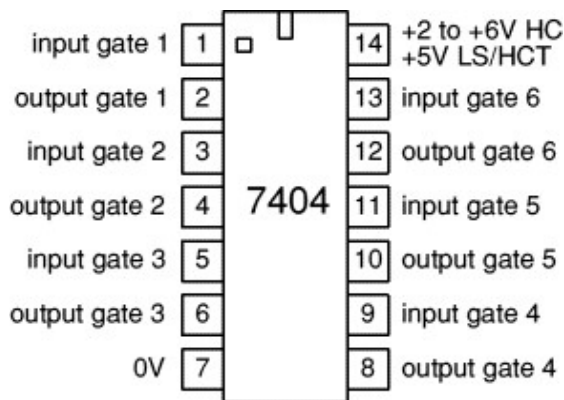 input gate 1 1
output gate 1 2
input gate 2 3
output gate 2 4
input gate 3 5
output gate 3 6
0V 7
7404
14 +2 to +6V HC
+5V LS/HCT
13 input gate 6
12 output gate 6
11 input gate 5
10 output gate 5
9 input gate 4
8 output gate 4